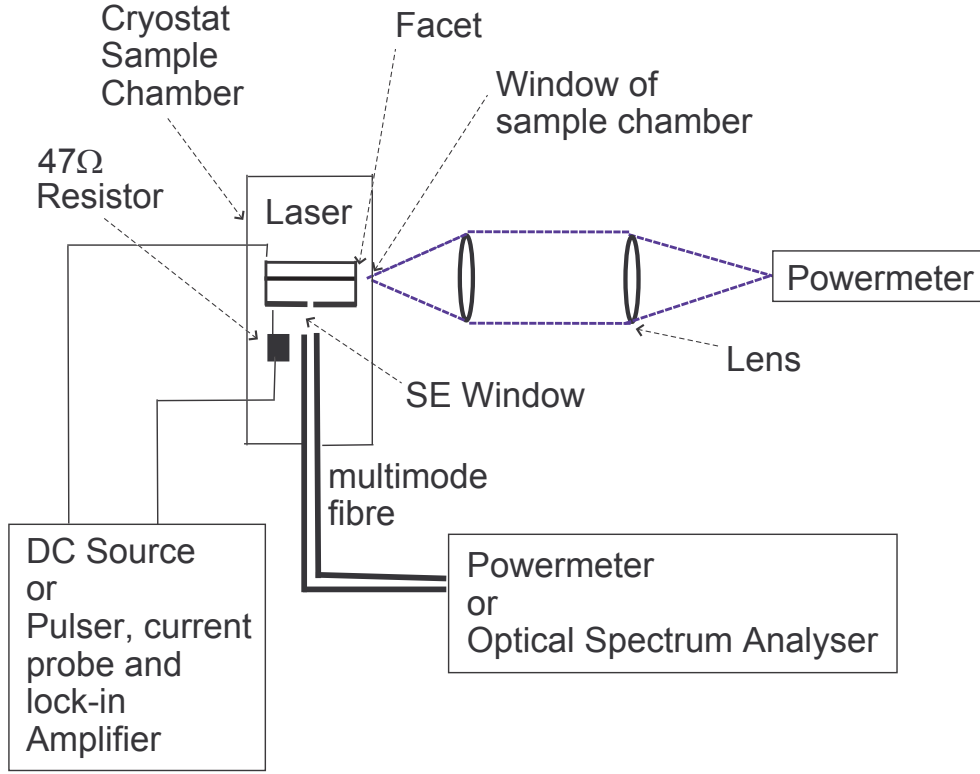 Cryostat
Sample
Chamber
Facet
Window of
sample chamber
47Ω
Resistor
Laser
Powermeter
Lens
SE Window
multimode
fibre
DC Source
or
Pulser, current
probe and
lock-in
Amplifier
Powermeter
or
Optical Spectrum Analyser